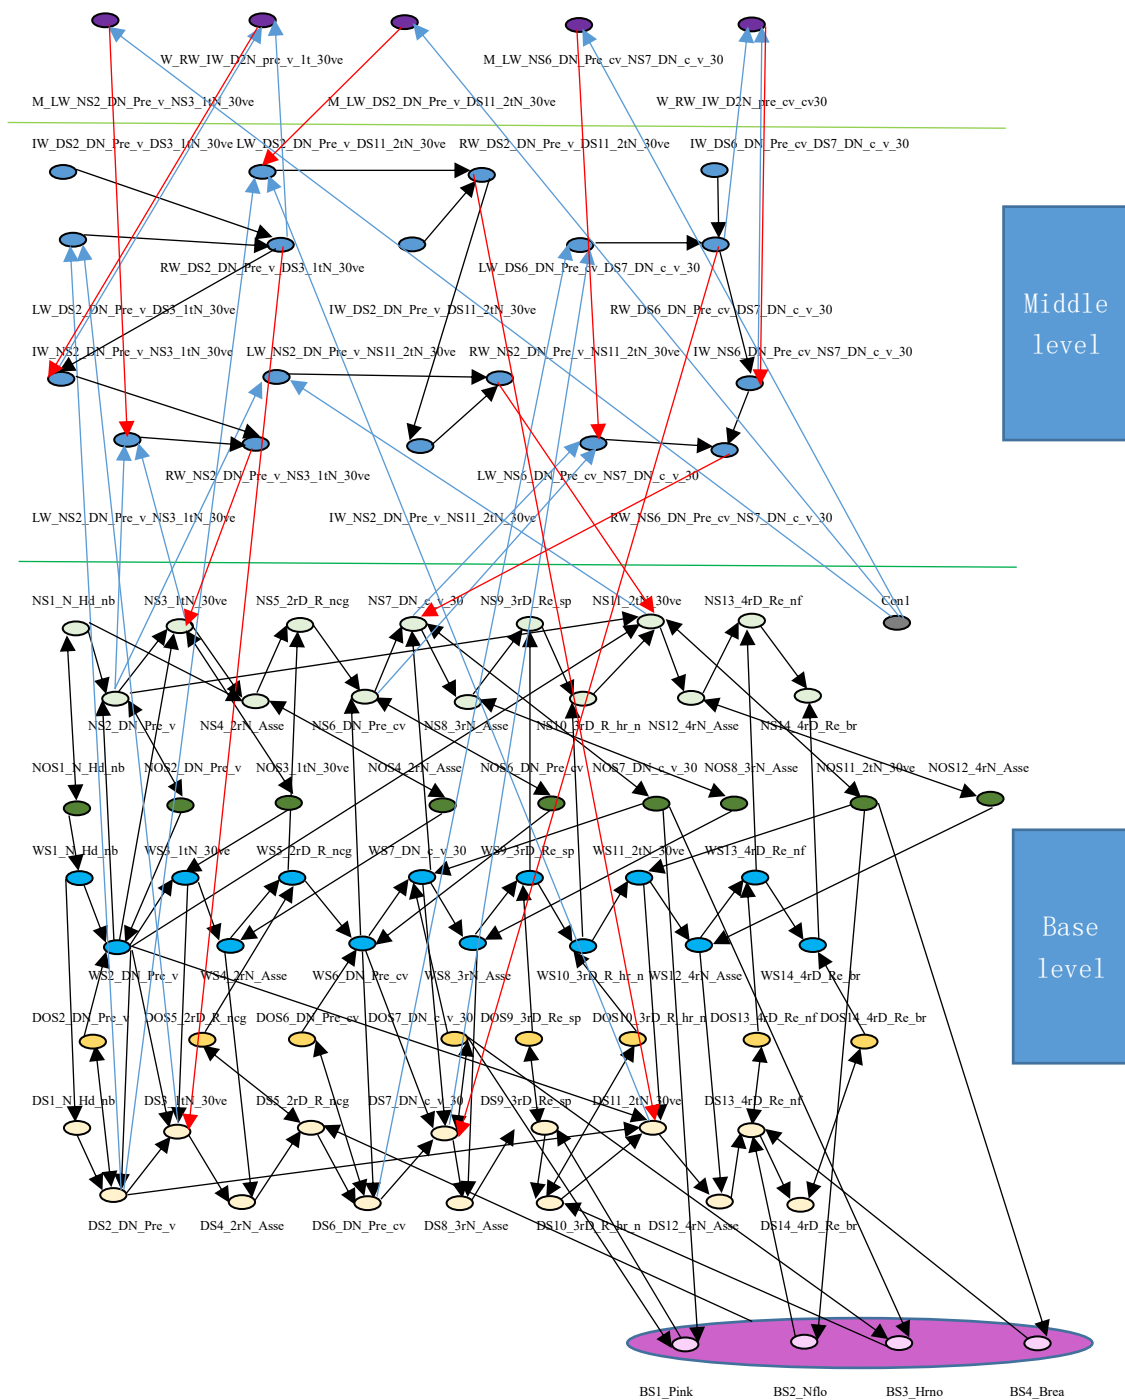 W_RW_IW_D2N_pre_v_1t_30ve M_LW_NS6_DN_Pre_cv_NS7_DN_c_v_30
M_LW_NS2_DN_Pre_v_NS3_1tN_30ve M_LW_DS2_DN_Pre_v_DS11_2tN_30ve W_RW_IW_D2N_pre_cv_cv30
IW_DS2_DN_Pre_v_DS3_1tN_30ve LW_DS2_DN_Pre_v_DS11_2tN_30ve RW_DS2_DN_Pre_v_DS11_2tN_30ve IW_DS6_DN_Pre_cv_DS7_DN_c_v_30
RW_DS2_DN_Pre_v_DS3_1tN_30ve LW_DS6_DN_Pre_cv_DS7_DN_c_v_30
LW_DS2_DN_Pre_v_DS3_1tN_30ve IW_DS2_DN_Pre_v_DS11_2tN_30ve RW_DS6_DN_Pre_cv_DS7_DN_c_v_30
Middle
level
IW_NS2_DN_Pre_v_NS3_1tN_30ve LW_NS2_DN_Pre_v_NS11_2tN_30ve RW_NS2_DN_Pre_v_NS11_2tN_30ve IW_NS6_DN_Pre_cv_NS7_DN_c_v_30
RW_NS2_DN_Pre_v_NS3_1tN_30ve LW_NS6_DN_Pre_cv_NS7_DN_c_v_30
LW_NS2_DN_Pre_v_NS3_1tN_30ve IW_NS2_DN_Pre_v_NS11_2tN_30ve RW_NS6_DN_Pre_cv_NS7_DN_c_v_30
NS1_N_Hd_nb NS3_1tN_30ve NS5_2rD_R_ncg NS7_DN_c_v_30 NS9_3rD_Re_sp NS11_2tN_30ve NS13_4rD_Re_nf Con1
NS2_DN_Pre_v NS4_2rN_Asse NS6_DN_Pre_cv NS8_3rN_Asse NS10_3rD_R_hr_n NS12_4rN_Asse NS14_4rD_Re_br
NOS1_N_Hd_nb NOS2_DN_Pre_v NOS3_1tN_30ve NOS4_2rN_Asse NOS6_DN_Pre_cv NOS7_DN_c_v_30 NOS8_3rN_Asse NOS11_2tN_30ve NOS12_4rN_Asse
WS1_N_Hd_nb WS3_1tN_30ve WS5_2rD_R_ncg WS7_DN_c_v_30 WS9_3rD_Re_sp WS11_2tN_30ve WS13_4rD_Re_nf
Base
level
WS2_DN_Pre_v WS4_2rN_Asse WS6_DN_Pre_cv WS8_3rN_Asse WS10_3rD_R_hr_n WS12_4rN_Asse WS14_4rD_Re_br
DOS2_DN_Pre_v DOS5_2rD_R_ncg DOS6_DN_Pre_cv DOS7_DN_c_v_30 DOS9_3rD_Re_sp DOS10_3rD_R_hr_n DOS13_4rD_Re_nf DOS14_4rD_Re_br
DS1_N_Hd_nb DS3_1tN_30ve DS5_2rD_R_ncg DS7_DN_c_v_30 DS9_3rD_Re_sp DS11_2tN_30ve DS13_4rD_Re_nf
DS2_DN_Pre_v DS4_2rN_Asse DS6_DN_Pre_cv DS8_3rN_Asse DS10_3rD_R_hr_n DS12_4rN_Asse DS14_4rD_Re_br
BS1_Pink BS2_Nflo BS3_Hrno BS4_Brea